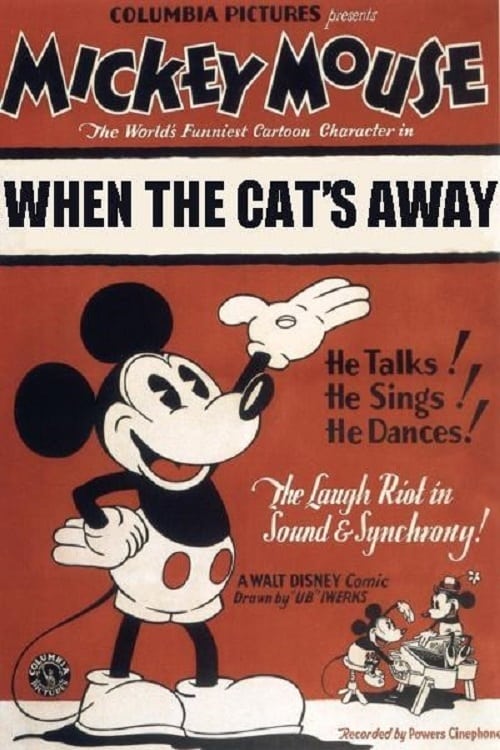 COLUMBIA PICTURES presents
MICKEY MOUSE
The World's Funniest Cartoon Character in
WHEN THE CAT'S AWAY
He Talks!
He Sings!
He Dances!
The Laugh Riot in
Sound & Synchrony!
A WALT DISNEY Comic
Drawn by "UB" IWERKS
COLUMBIA
PICTURES
Recorded by Powers Cinephone